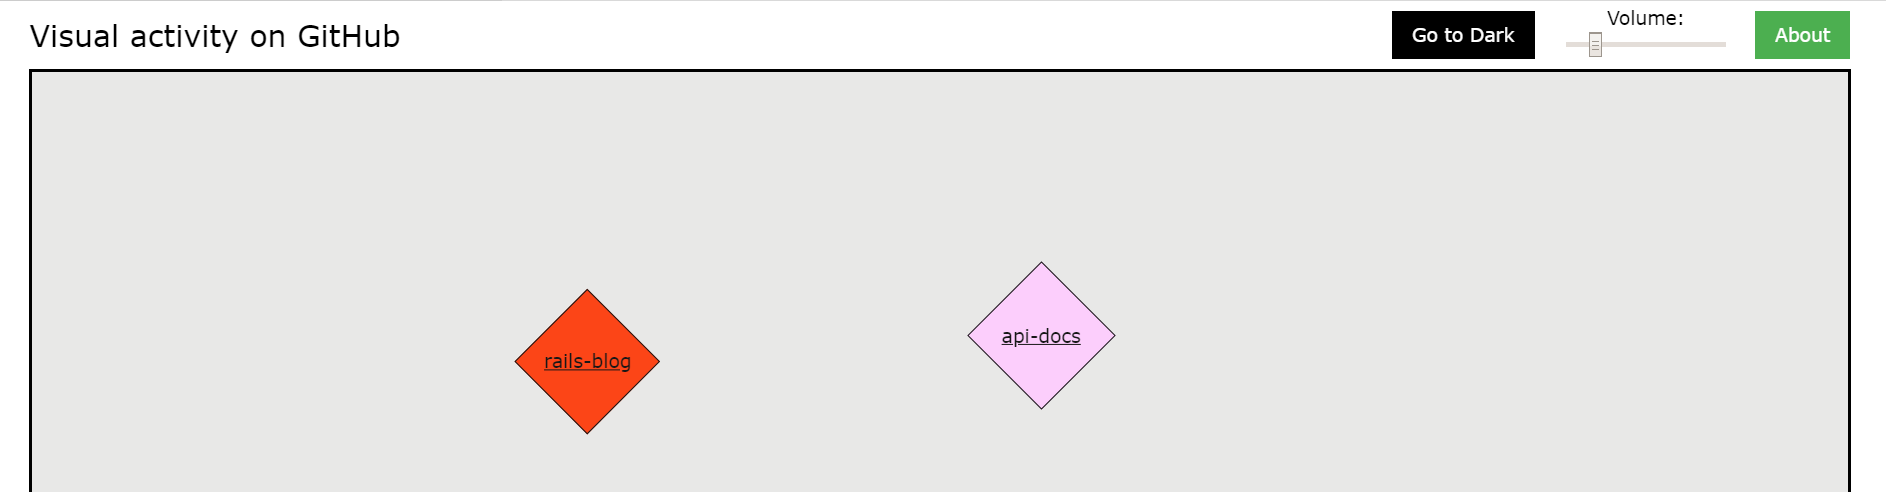 Visual activity on GitHub
Go to Dark
Volume:
About
api-docs
rails-blog